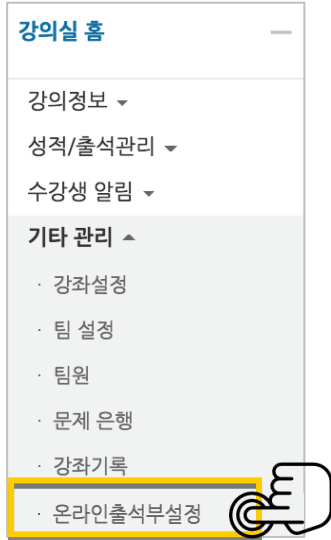 강의실 홈
강의정보
성적/출석관리
수강생 알림
기타 관리
· 강좌설정
· 팀 설정
· 팀원
· 문제 은행
· 강좌기록
· 온라인출석부설정